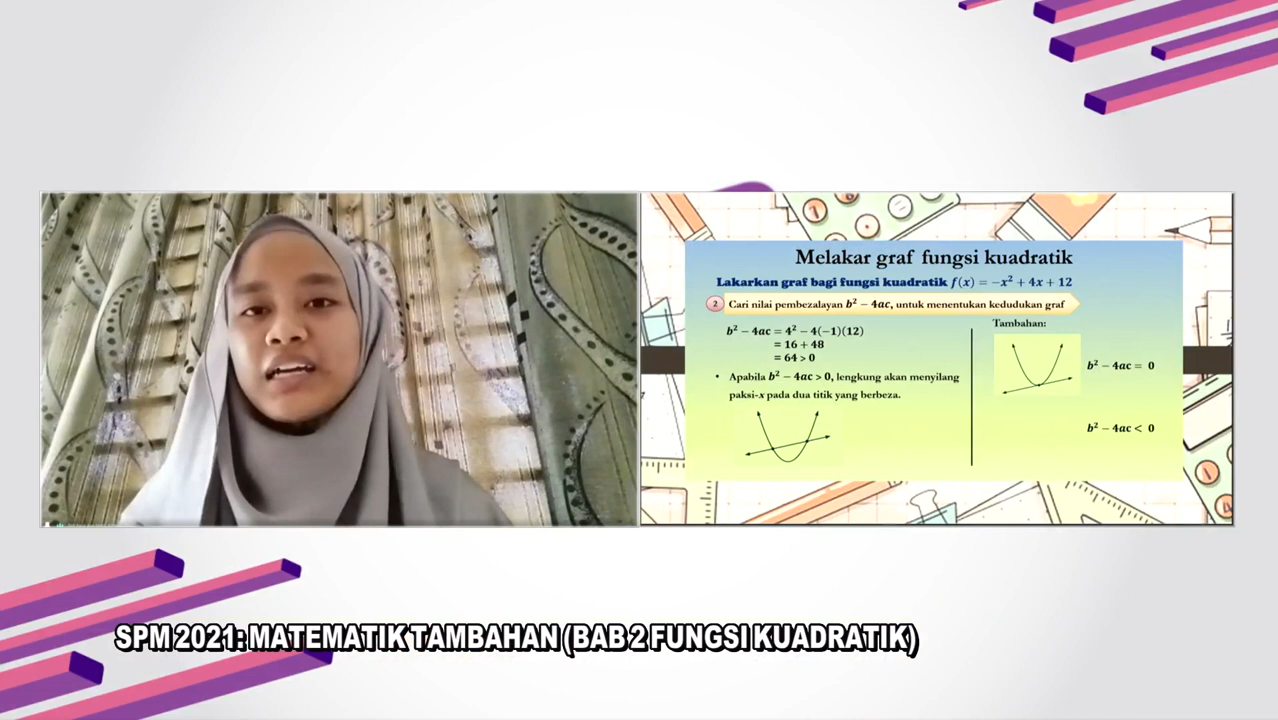 Melakar graf fungsi kuadratik
Lakarkan graf bagi fungsi kuadratik f(x) = −x² + 4x + 12
2 Cari nilai pembezalayan b² − 4ac, untuk menentukan kedudukan graf
b² − 4ac = 4² − 4(−1)(12)
= 16 + 48
= 64 > 0
• Apabila b² − 4ac > 0, lengkung akan menyilang
paksi-x pada dua titik yang berbeza.
Tambahan:
b² − 4ac = 0
b² − 4ac < 0
SPM 2021: MATEMATIK TAMBAHAN (BAB 2 FUNGSI KUADRATIK)